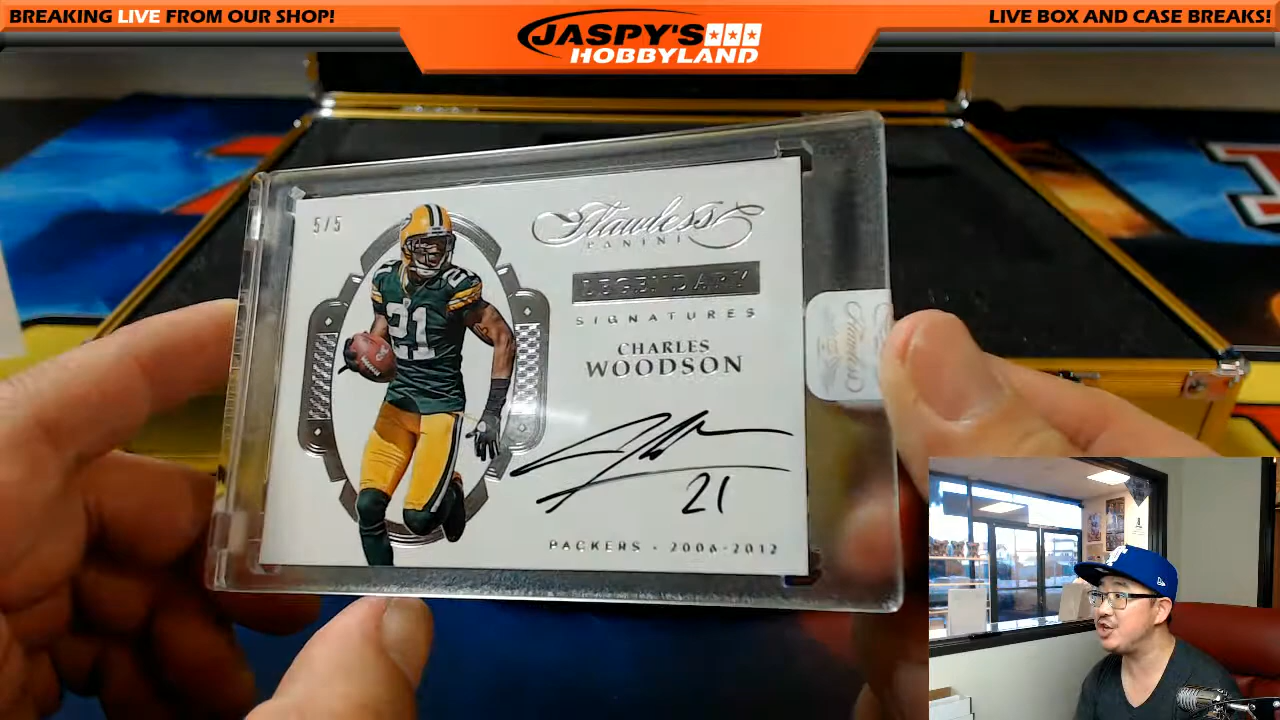 BREAKING LIVE FROM OUR SHOP!
JASPY'S
HOBBYLAND
LIVE BOX AND CASE BREAKS!
5/5
Flawless
PANINI
LEGENDARY
SIGNATURES
CHARLES
WOODSON
21
21
PACKERS - 2006-2012
Flawless